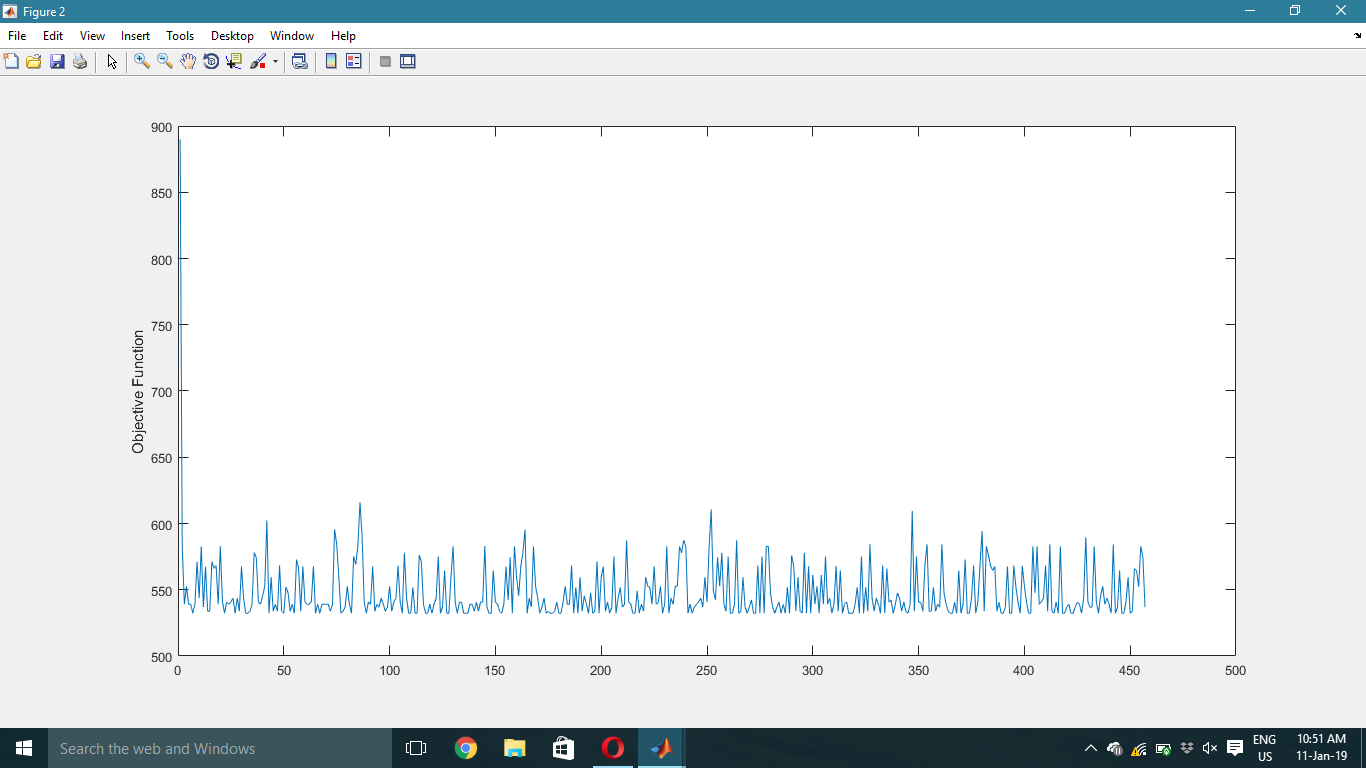 Figure 2
File Edit View Insert Tools Desktop Window Help
900
850
800
750
700
650
600
550
500
Objective Function
0 50 100 150 200 250 300 350 400 450 500
Search the web and Windows
ENG
US
10:51 AM
11-Jan-19